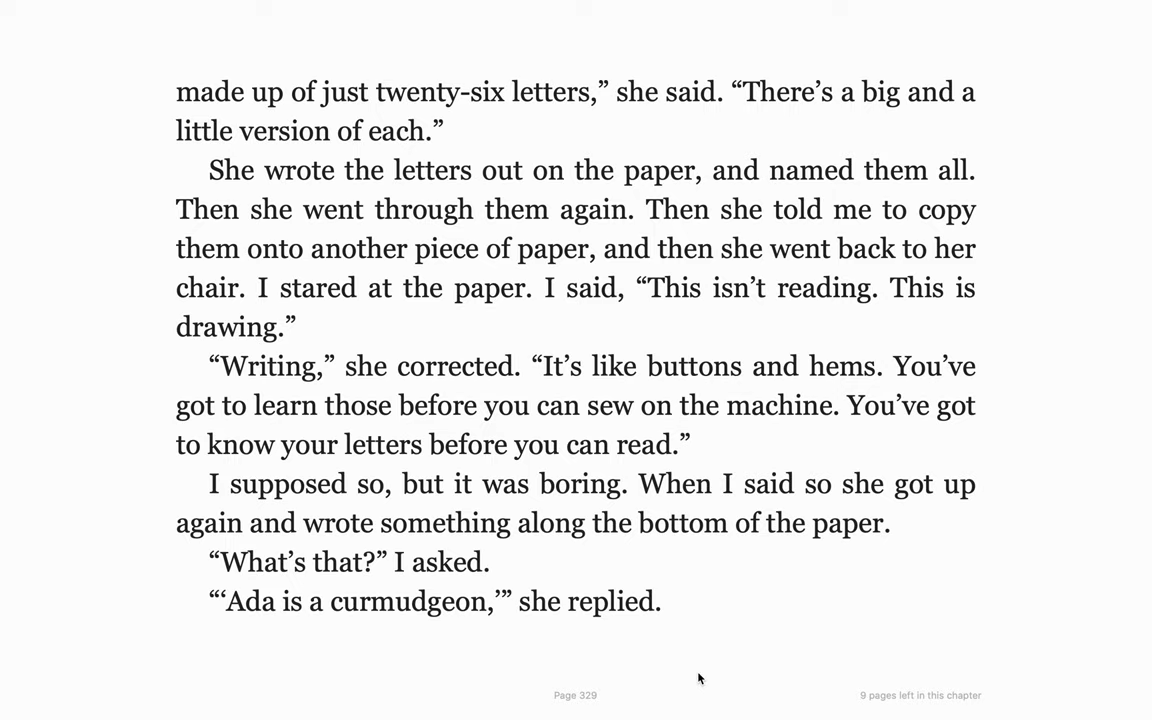 made up of just twenty-six letters,” she said. “There’s a big and a
little version of each.”
She wrote the letters out on the paper, and named them all.
Then she went through them again. Then she told me to copy
them onto another piece of paper, and then she went back to her
chair. I stared at the paper. I said, “This isn’t reading. This is
drawing.”
“Writing,” she corrected. “It’s like buttons and hems. You’ve
got to learn those before you can sew on the machine. You’ve got
to know your letters before you can read.”
I supposed so, but it was boring. When I said so she got up
again and wrote something along the bottom of the paper.
“What’s that?” I asked.
“‘Ada is a curmudgeon,’” she replied.
Page 329
9 pages left in this chapter